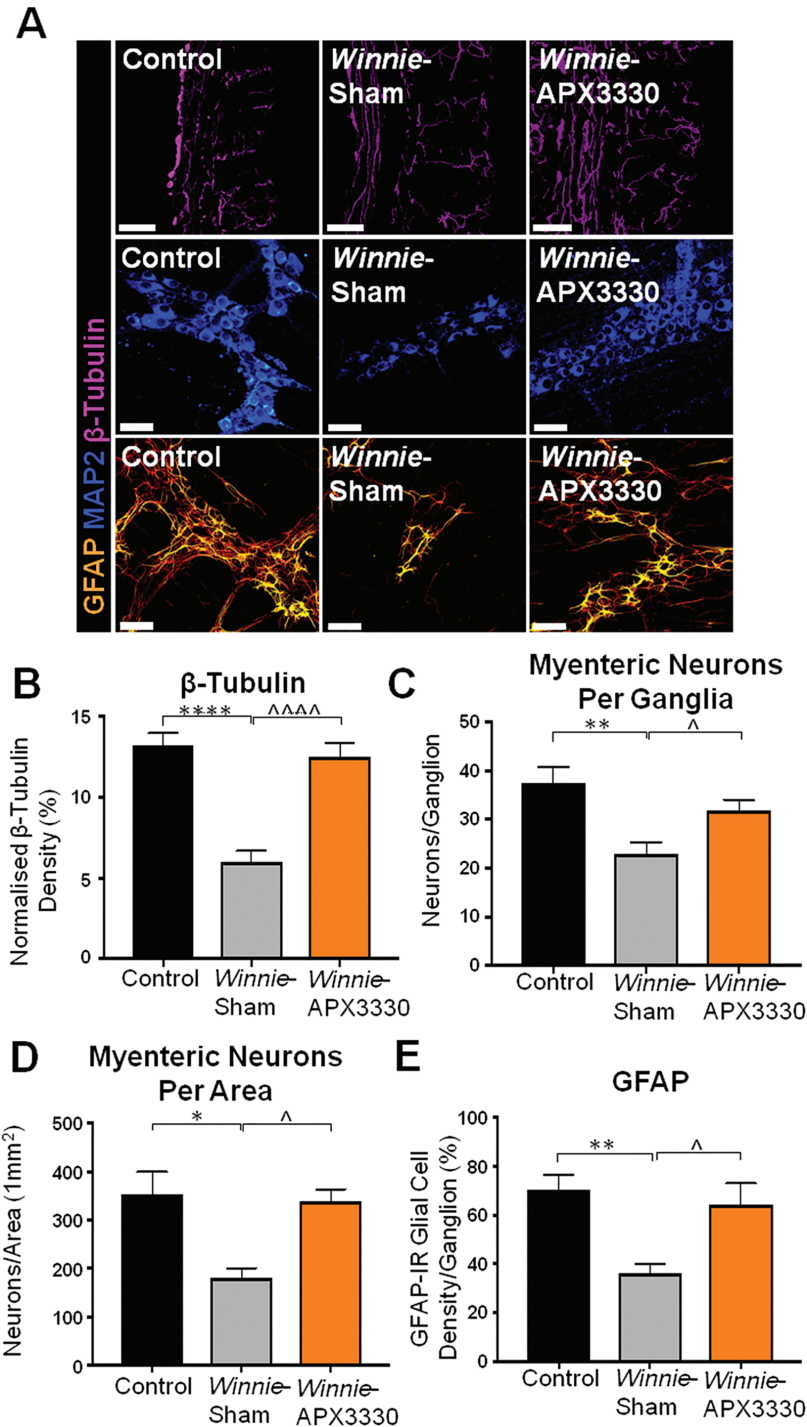 A
GFAP MAP2 β-Tubulin
Control
Winnie-
Sham
Winnie-
APX3330
Control
Winnie-
Sham
Winnie-
APX3330
Control
Winnie-
Sham
Winnie-
APX3330
B
β-Tubulin
Normalised β-Tubulin
Density (%)
15
10
5
0
****
^^^^
Control
Winnie-
Sham
Winnie-
APX3330
C
Myenteric Neurons
Per Ganglia
Neurons/Ganglion
50
40
30
20
10
0
**
^
Control
Winnie-
Sham
Winnie-
APX3330
D
Myenteric Neurons
Per Area
Neurons/Area (1mm²)
500
400
300
200
100
0
*
^
Control
Winnie-
Sham
Winnie-
APX3330
E
GFAP
GFAP-IR Glial Cell
Density/Ganglion (%)
100
80
60
40
60
0
**
^
Control
Winnie-
Sham
Winnie-
APX3330